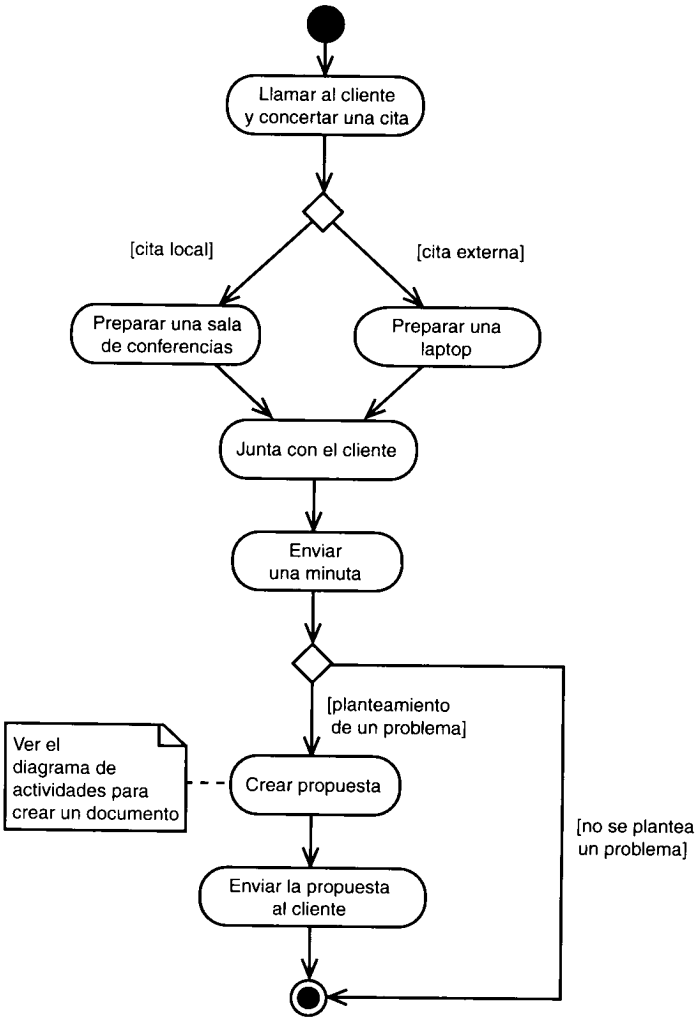 Llamar al cliente
y concertar una cita
[cita local]
[cita externa]
Preparar una sala
de conferencias
Preparar una
laptop
Junta con el cliente
Enviar
una minuta
[planteamiento
de un problema]
Ver el
diagrama de
actividades para
crear un documento
Crear propuesta
[no se plantea
un problema]
Enviar la propuesta
al cliente